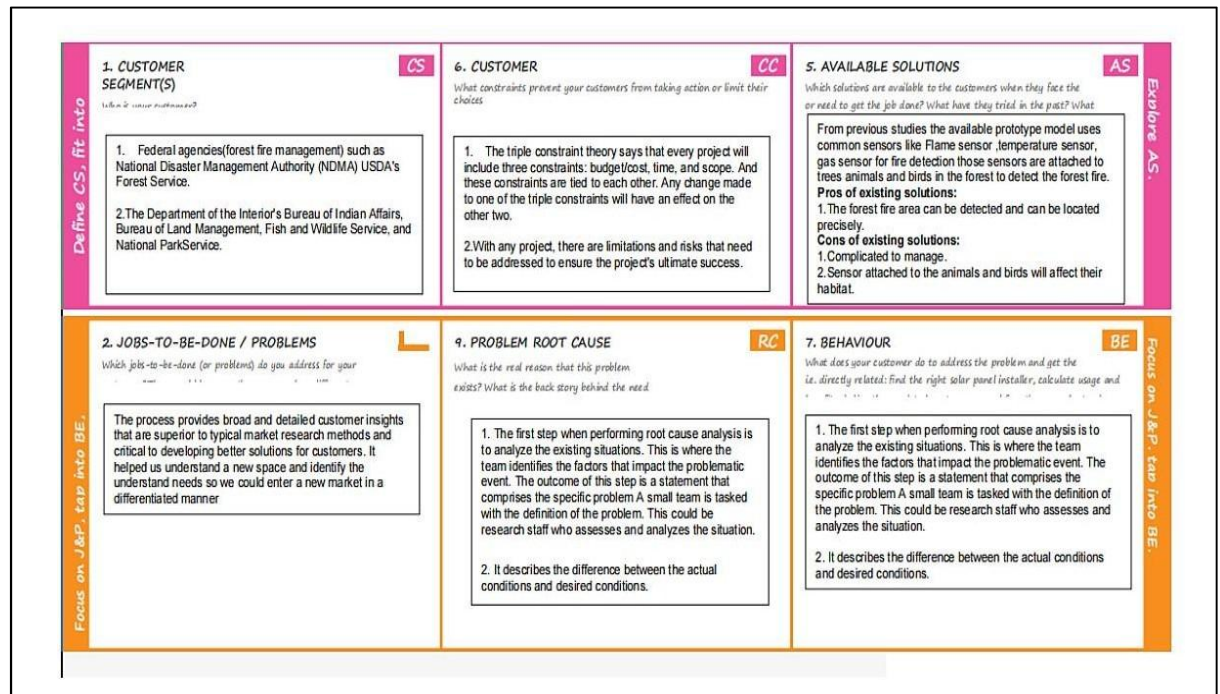 Define CS, fit into
1. CUSTOMER
SEGMENT(S)
CS
Who is your customer?
1. Federal agencies(forest fire management) such as
National Disaster Management Authority (NDMA) USDA's
Forest Service.
2.The Department of the Interior's Bureau of Indian Affairs,
Bureau of Land Management, Fish and Wildlife Service, and
National ParkService.
6. CUSTOMER
CC
What constraints prevent your customers from taking action or limit their
choices
1. The triple constraint theory says that every project will
include three constraints: budget/cost, time, and scope. And
these constraints are tied to each other. Any change made
to one of the triple constraints will have an effect on the
other two.
2.With any project, there are limitations and risks that need
to be addressed to ensure the project's ultimate success.
5. AVAILABLE SOLUTIONS
AS
Which solutions are available to the customers when they face the
or need to get the job done? What have they tried in the past? What
From previous studies the available prototype model uses
common sensors like Flame sensor ,temperature sensor,
gas sensor for fire detection those sensors are attached to
trees animals and birds in the forest to detect the forest fire.
Pros of existing solutions:
1.The forest fire area can be detected and can be located
precisely.
Cons of existing solutions:
1.Complicated to manage.
2.Sensor attached to the animals and birds will affect their
habitat.
Explore AS.
Focus on J&P, tap into BE.
2. JOBS-TO-BE-DONE / PROBLEMS
Which jobs-to-be-done (or problems) do you address for your
The process provides broad and detailed customer insights
that are superior to typical market research methods and
critical to developing better solutions for customers. It
helped us understand a new space and identify the
understand needs so we could enter a new market in a
differentiated manner
9. PROBLEM ROOT CAUSE
RC
What is the real reason that this problem
exists? What is the back story behind the need
1. The first step when performing root cause analysis is
to analyze the existing situations. This is where the
team identifies the factors that impact the problematic
event. The outcome of this step is a statement that
comprises the specific problem A small team is tasked
with the definition of the problem. This could be
research staff who assesses and analyzes the situation.
2. It describes the difference between the actual
conditions and desired conditions.
7. BEHAVIOUR
BE
What does your customer do to address the problem and get the
i.e. directly related: find the right solar panel installer, calculate usage and
1. The first step when performing root cause analysis is
to analyze the existing situations. This is where the team
identifies the factors that impact the problematic event. The
outcome of this step is a statement that comprises the
specific problem A small team is tasked with the definition of
the problem. This could be research staff who assesses and
analyzes the situation.
2. It describes the difference between the actual conditions
and desired conditions.
Focus on J&P, tap into BE.